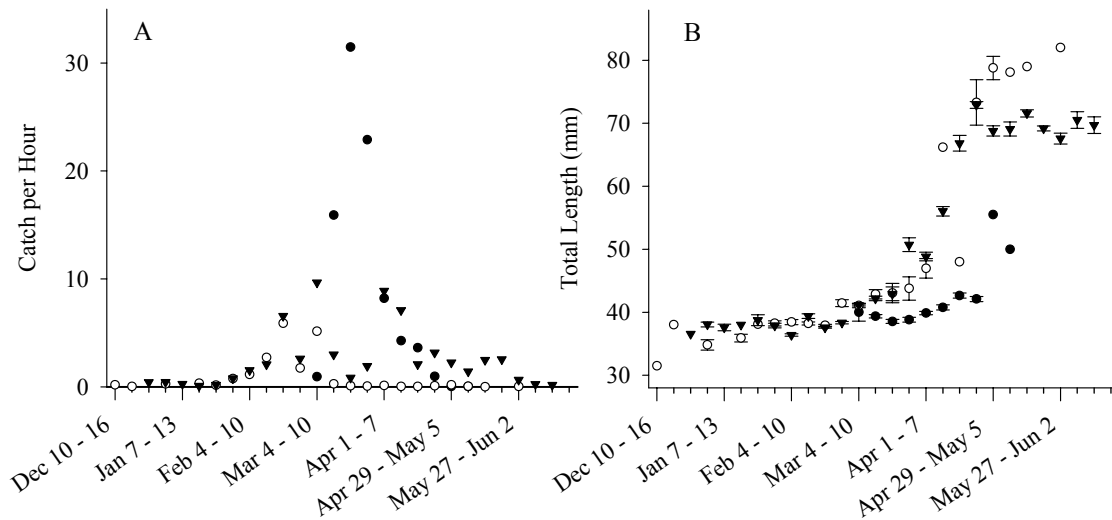 A
B
Catch per Hour
30
20
10
0
Dec 10 - 16
Jan 7 - 13
Feb 4 - 10
Mar 4 - 10
Apr 1 - 7
Apr 29 - May 5
May 27 - Jun 2
Total Length (mm)
80
70
60
50
40
30
Dec 10 - 16
Jan 7 - 13
Feb 4 - 10
Mar 4 - 10
Apr 1 - 7
Apr 29 - May 5
May 27 - Jun 2